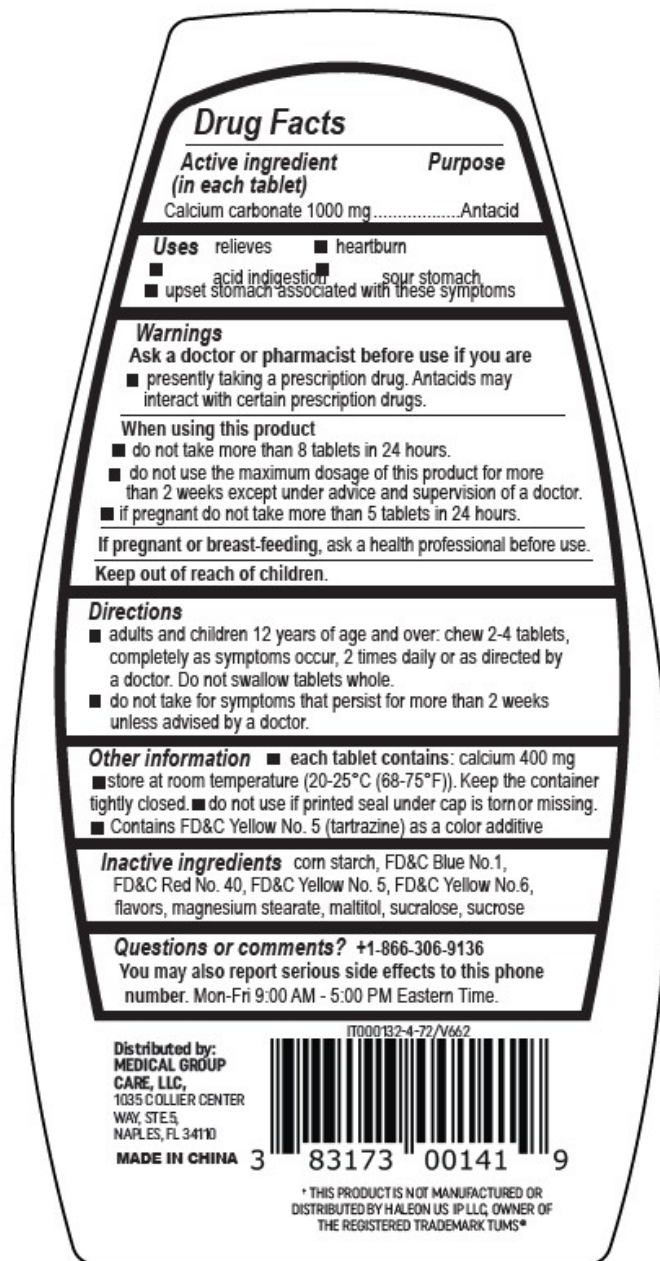 Drug Facts
Active ingredient Purpose
(in each tablet)
Calcium carbonate 1000 mg..................Antacid
Uses relieves ■ heartburn
■ acid indigestion ■ sour stomach
■ upset stomach associated with these symptoms
Warnings
Ask a doctor or pharmacist before use if you are
■ presently taking a prescription drug. Antacids may
interact with certain prescription drugs.
When using this product
■ do not take more than 8 tablets in 24 hours.
■ do not use the maximum dosage of this product for more
than 2 weeks except under advice and supervision of a doctor.
■ if pregnant do not take more than 5 tablets in 24 hours.
If pregnant or breast-feeding, ask a health professional before use.
Keep out of reach of children.
Directions
■ adults and children 12 years of age and over: chew 2-4 tablets,
completely as symptoms occur, 2 times daily or as directed by
a doctor. Do not swallow tablets whole.
■ do not take for symptoms that persist for more than 2 weeks
unless advised by a doctor.
Other information ■ each tablet contains: calcium 400 mg
■ store at room temperature (20-25°C (68-75°F)). Keep the container
tightly closed. ■ do not use if printed seal under cap is torn or missing.
■ Contains FD&C Yellow No. 5 (tartrazine) as a color additive
Inactive ingredients corn starch, FD&C Blue No.1,
FD&C Red No. 40, FD&C Yellow No. 5, FD&C Yellow No.6,
flavors, magnesium stearate, maltitol, sucralose, sucrose
Questions or comments? +1-866-306-9136
You may also report serious side effects to this phone
number. Mon-Fri 9:00 AM - 5:00 PM Eastern Time.
IT000132-4-72/V662
Distributed by:
MEDICAL GROUP
CARE, LLC,
1035 COLLIER CENTER
WAY, STE.5,
NAPLES, FL 34110
MADE IN CHINA
3 83173 00141 9
† THIS PRODUCT IS NOT MANUFACTURED OR
DISTRIBUTED BY HALEON US IP LLC, OWNER OF
THE REGISTERED TRADEMARK TUMS®